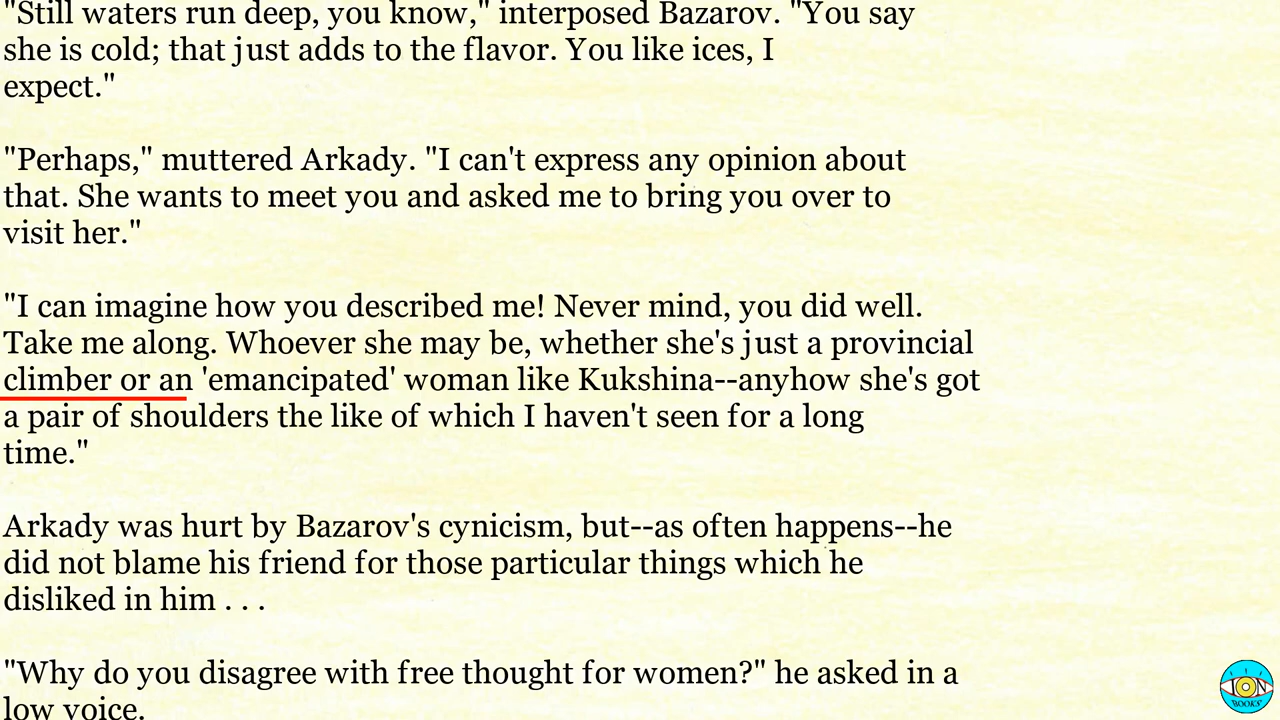 "Still waters run deep, you know," interposed Bazarov. "You say
she is cold; that just adds to the flavor. You like ices, I
expect."
"Perhaps," muttered Arkady. "I can't express any opinion about
that. She wants to meet you and asked me to bring you over to
visit her."
"I can imagine how you described me! Never mind, you did well.
Take me along. Whoever she may be, whether she's just a provincial
climber or an 'emancipated' woman like Kukshina--anyhow she's got
a pair of shoulders the like of which I haven't seen for a long
time."
Arkady was hurt by Bazarov's cynicism, but--as often happens--he
did not blame his friend for those particular things which he
disliked in him . . .
"Why do you disagree with free thought for women?" he asked in a
low voice.
ION
BOOKS